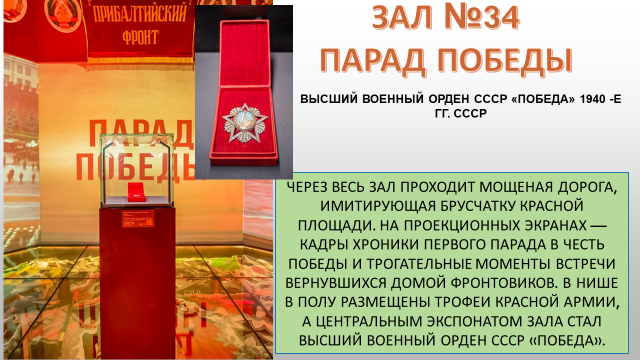 ПРИБАЛТИЙСКИЙ
ФРОНТ
ПАРАД
ПОБЕДЫ
ЗАЛ №34
ПАРАД ПОБЕДЫ
ВЫСШИЙ ВОЕННЫЙ ОРДЕН СССР «ПОБЕДА» 1940 -Е
ГГ. СССР
ЧЕРЕЗ ВЕСЬ ЗАЛ ПРОХОДИТ МОЩЕНАЯ ДОРОГА,
ИМИТИРУЮЩАЯ БРУСЧАТКУ КРАСНОЙ
ПЛОЩАДИ. НА ПРОЕКЦИОННЫХ ЭКРАНАХ —
КАДРЫ ХРОНИКИ ПЕРВОГО ПАРАДА В ЧЕСТЬ
ПОБЕДЫ И ТРОГАТЕЛЬНЫЕ МОМЕНТЫ ВСТРЕЧИ
ВЕРНУВШИХСЯ ДОМОЙ ФРОНТОВИКОВ. В НИШЕ
В ПОЛУ РАЗМЕЩЕНЫ ТРОФЕИ КРАСНОЙ АРМИИ,
А ЦЕНТРАЛЬНЫМ ЭКСПОНАТОМ ЗАЛА СТАЛ
ВЫСШИЙ ВОЕННЫЙ ОРДЕН СССР «ПОБЕДА».